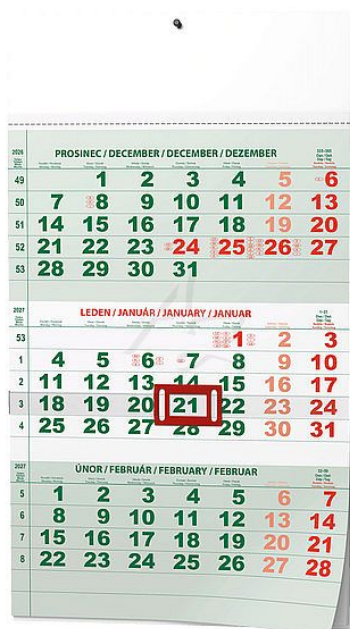 2026 PROSINEC / DECEMBER / DECEMBER / DEZEMBER
49 1 2 3 4 5 6
50 7 8 9 10 11 12 13
51 14 15 16 17 18 19 20
52 21 22 23 24 25 26 27
53 28 29 30 31
2027 LEDEN / JANUÁR / JANUARY / JANUAR
53 1 2 3
1 4 5 6 7 8 9 10
2 11 12 13 14 15 16 17
3 18 19 20 21 22 23 24
4 25 26 27 28 29 30 31
2027 ÚNOR / FEBRUÁR / FEBRUARY / FEBRUAR
5 1 2 3 4 5 6 7
6 8 9 10 11 12 13 14
7 15 16 17 18 19 20 21
8 22 23 24 25 26 27 28